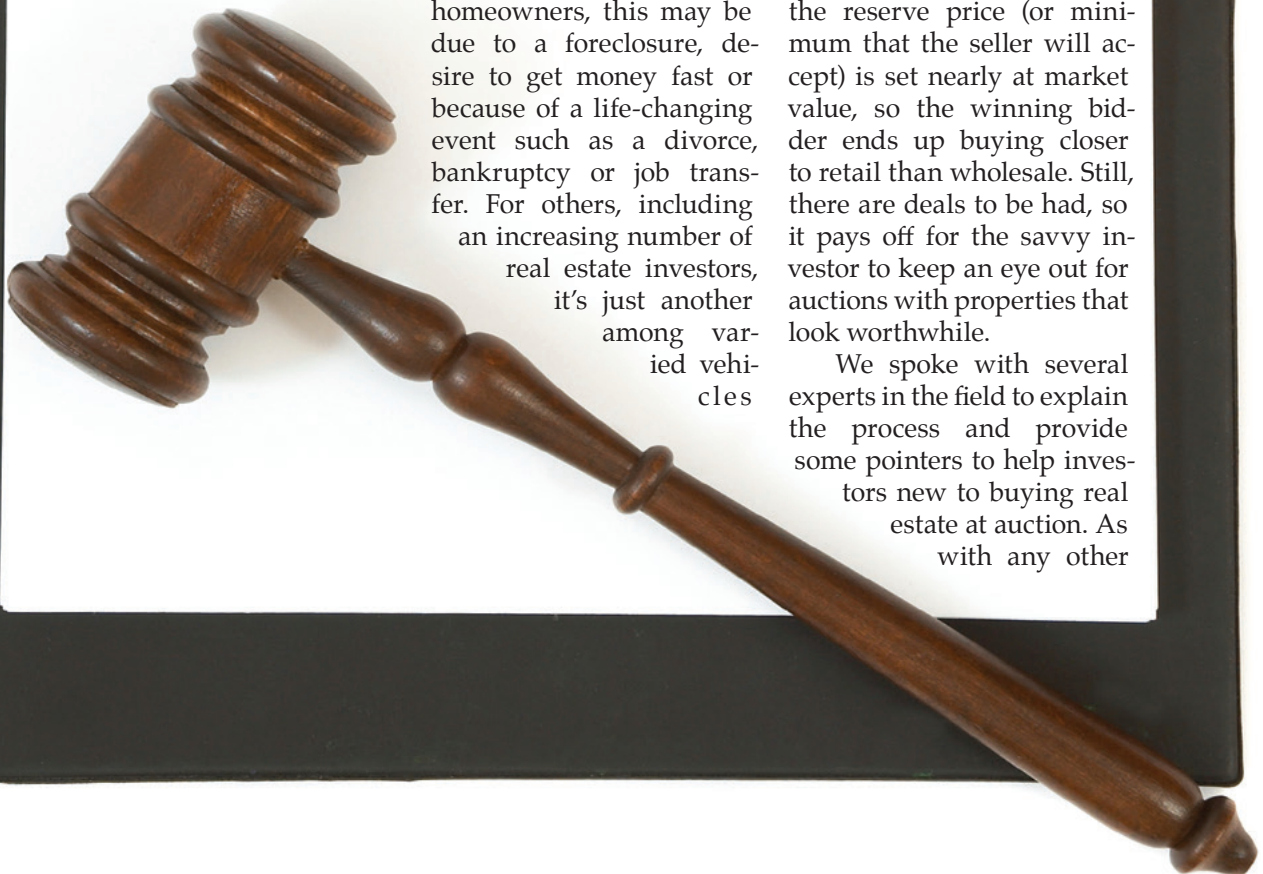 homeowners, this may be
due to a foreclosure, de-
sire to get money fast or
because of a life-changing
event such as a divorce,
bankruptcy or job trans-
fer. For others, including
an increasing number of
real estate investors,
it's just another
among var-
ied vehi-
cles
the reserve price (or mini-
mum that the seller will ac-
cept) is set nearly at market
value, so the winning bid-
der ends up buying closer
to retail than wholesale. Still,
there are deals to be had, so
it pays off for the savvy in-
vestor to keep an eye out for
auctions with properties that
look worthwhile.
We spoke with several
experts in the field to explain
the process and provide
some pointers to help inves-
tors new to buying real
estate at auction. As
with any other